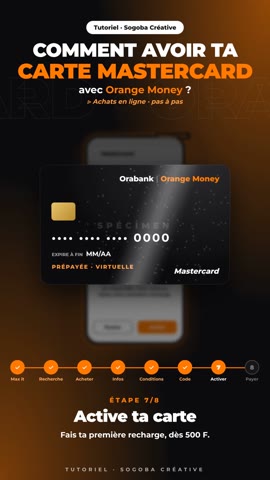 Tutoriel · Sogoba Créative
COMMENT AVOIR TA
CARTE MASTERCARD
avec Orange Money ?
▹ Achats en ligne · pas à pas
Orabank | Orange Money
SPÉCIMEN
•••• •••• •••• 0000
EXPIRE À FIN MM/AA
PRÉPAYÉE · VIRTUELLE
Mastercard
7 8
Max It Recherche Acheter Infos Conditions Code Activer Payer
ÉTAPE 7/8
Active ta carte
Fais ta première recharge, dès 500 F.
TUTORIEL · SOGOBA CRÉATIVE